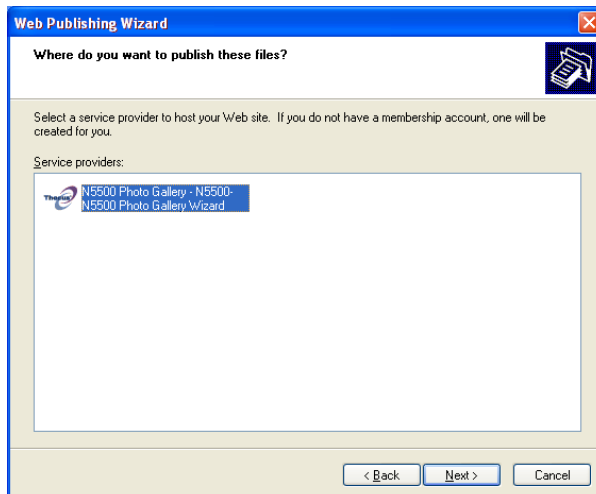 Web Publishing Wizard
Where do you want to publish these files?
Select a service provider to host your Web site. If you do not have a membership account, one will be
created for you.
Service providers:
Thecus
N5500 Photo Gallery - N5500-
N5500 Photo Gallery Wizard
< Back
Next >
Cancel